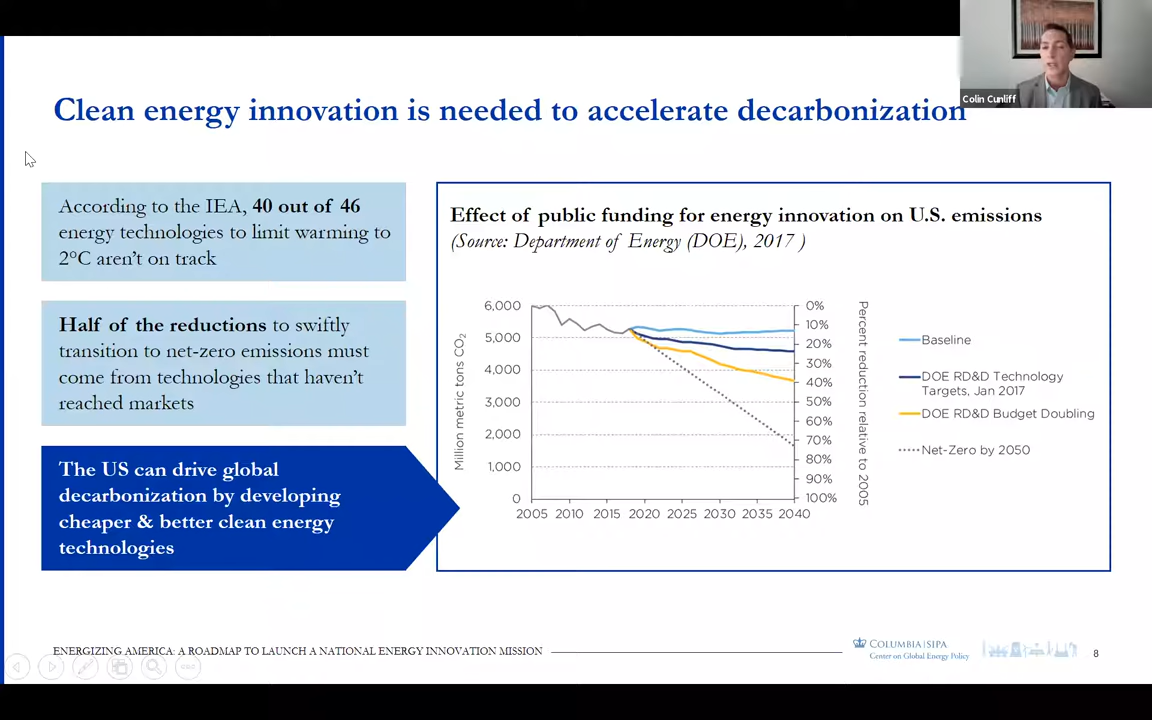 Colin Cunliff
Clean energy innovation is needed to accelerate decarbonization
According to the IEA, 40 out of 46
energy technologies to limit warming to
2°C aren't on track
Half of the reductions to swiftly
transition to net-zero emissions must
come from technologies that haven't
reached markets
The US can drive global
decarbonization by developing
cheaper & better clean energy
technologies
Effect of public funding for energy innovation on U.S. emissions
(Source: Department of Energy (DOE), 2017 )
Million metric tons CO2
6,000
5,000
4,000
3,000
2,000
1,000
0
2005 2010 2015 2020 2025 2030 2035 2040
0%
10%
20%
30%
40%
50%
60%
70%
80%
90%
100%
Percent reduction relative to 2005
Baseline
DOE RD&D Technology
Targets, Jan 2017
DOE RD&D Budget Doubling
Net-Zero by 2050
ENERGIZING AMERICA: A ROADMAP TO LAUNCH A NATIONAL ENERGY INNOVATION MISSION
COLUMBIA | SIPA
Center on Global Energy Policy
8